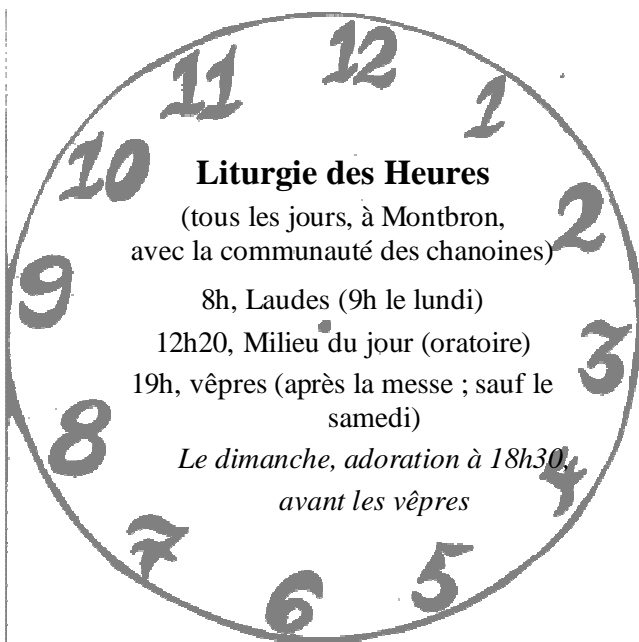 12
11
1
10
Liturgie des Heures
(tous les jours, à Montbron,
2
avec la communauté des chanoines)
9
8h, Laudes (9h le lundi)
12h20, Milieu du jour (oratoire)
3
19h, vêpres (après la messe ; sauf le
samedi)
8
Le dimanche, adoration à 18h30,
4
avant les vêpres
7
5
6